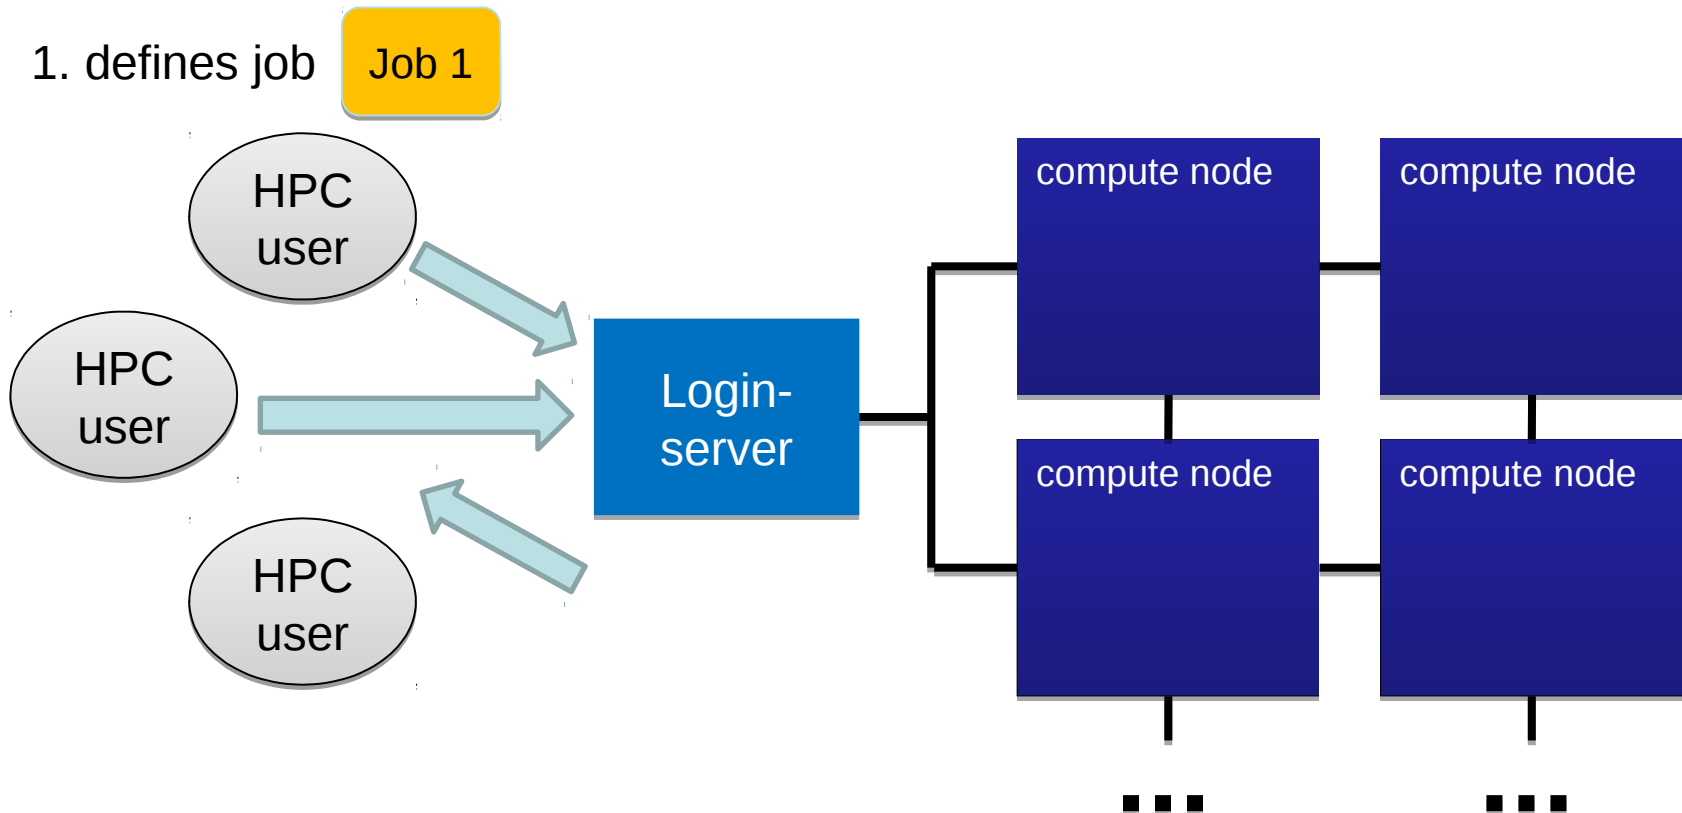 1. defines job
Job 1
HPC
user
HPC
user
HPC
user
Login-
server
compute node
compute node
compute node
compute node
...
...